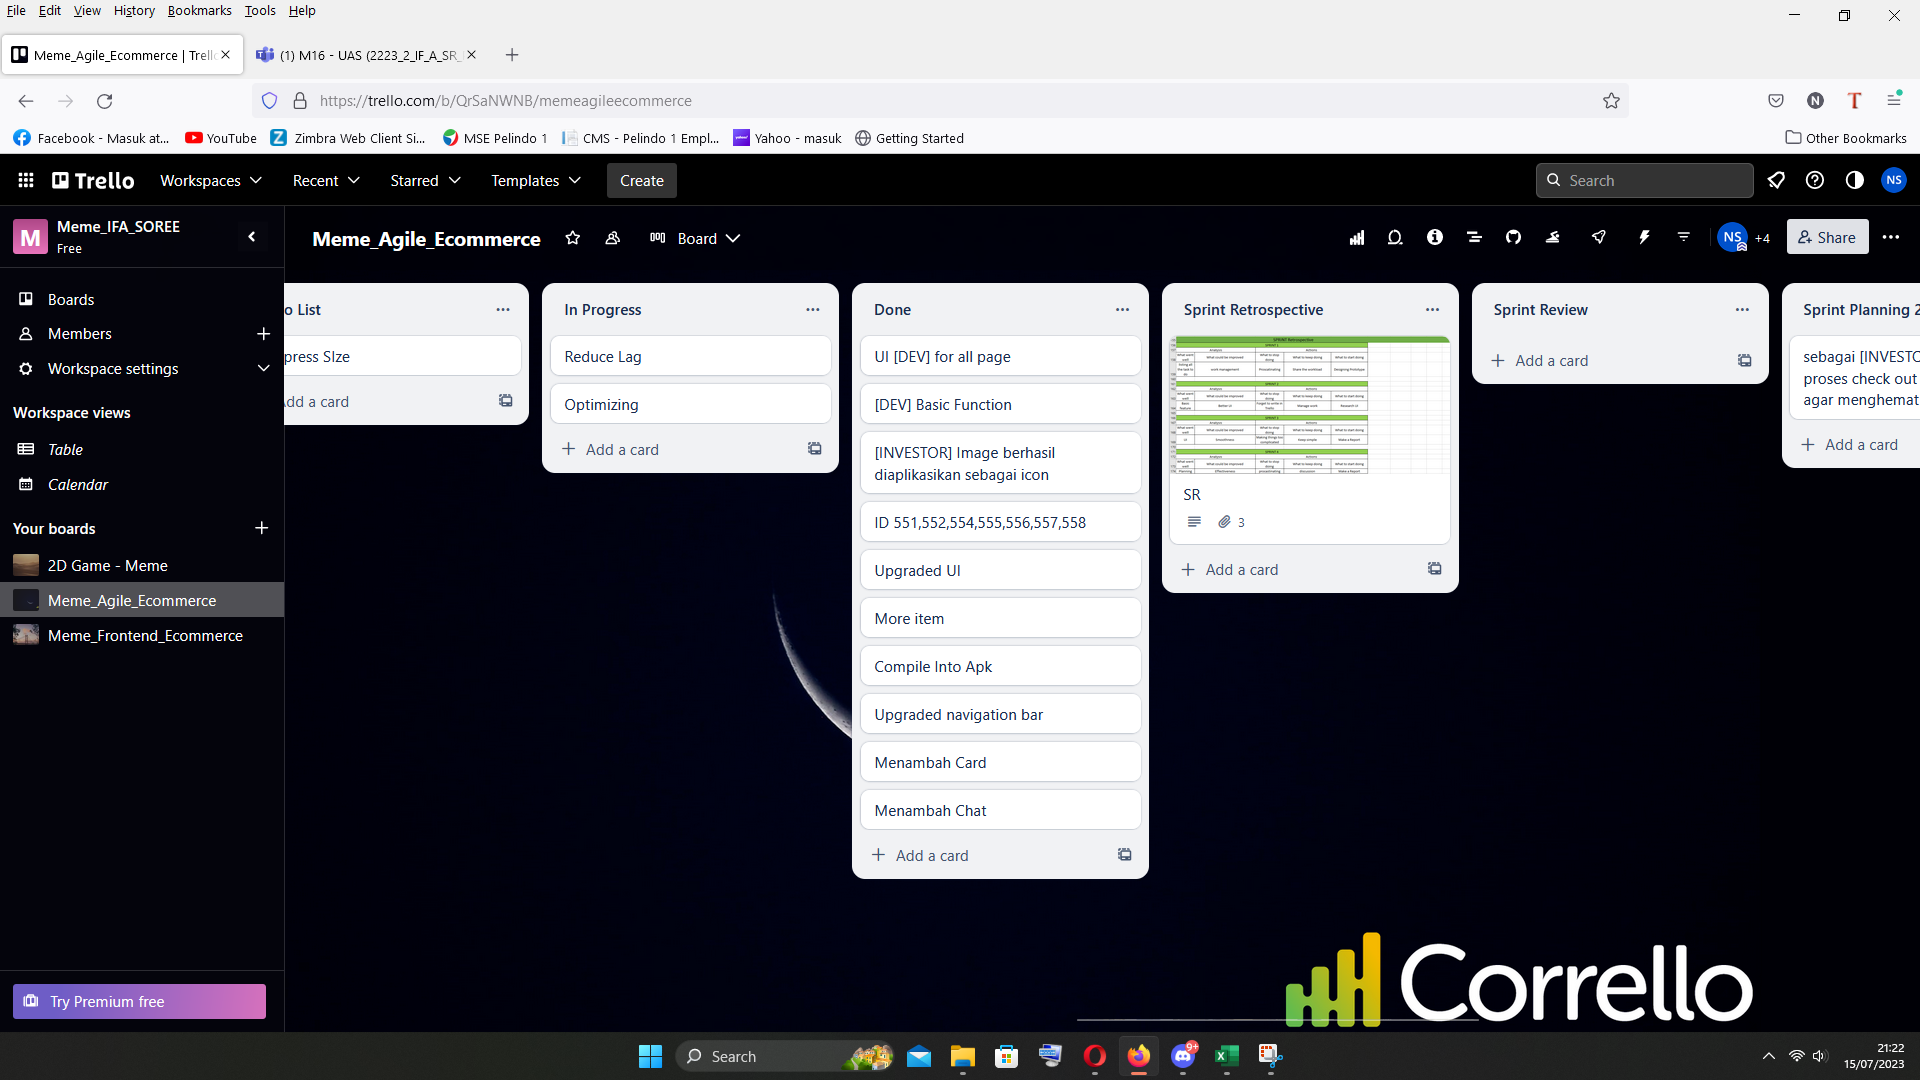 File Edit View History Bookmarks Tools Help
Meme_Agile_Ecommerce | Trell
(1) M16 - UAS (2223_2_IF_A_SR_
https://trello.com/b/QrSaNWNB/memeagileecommerce
Facebook - Masuk at... YouTube Zimbra Web Client Si... MSE Pelindo 1 CMS - Pelindo 1 Empl... Yahoo - masuk Getting Started Other Bookmarks
Trello Workspaces Recent Starred Templates Create Search NS
M Meme_IFA_SOREE
Free
Meme_Agile_Ecommerce Board NS +4 Share
Boards
Members
Workspace settings
Workspace views
Table
Calendar
Your boards
2D Game - Meme
Meme_Agile_Ecommerce
Meme_Frontend_Ecommerce
Try Premium free
o List
press SIze
dd a card
In Progress
Reduce Lag
Optimizing
Add a card
Done
UI [DEV] for all page
[DEV] Basic Function
[INVESTOR] Image berhasil
diaplikasikan sebagai icon
ID 551,552,554,555,556,557,558
Upgraded UI
More item
Compile Into Apk
Upgraded navigation bar
Menambah Card
Menambah Chat
Add a card
Sprint Retrospective
SR
3
Add a card
Sprint Review
Add a card
Sprint Planning 2
sebagai [INVESTO
proses check out
agar menghemat
Add a card
Corrello
Search
9+
21:22
15/07/2023